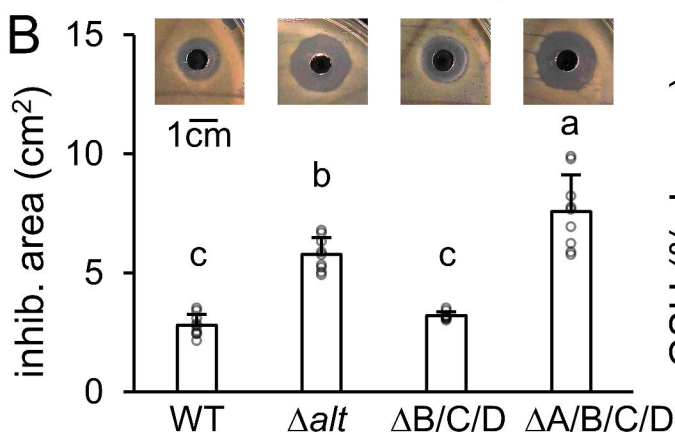 B
15
1cm
a
10
b
inhib. area (cm²)
c
c
5
0
WT
Δalt
ΔB/C/D
ΔA/B/C/D